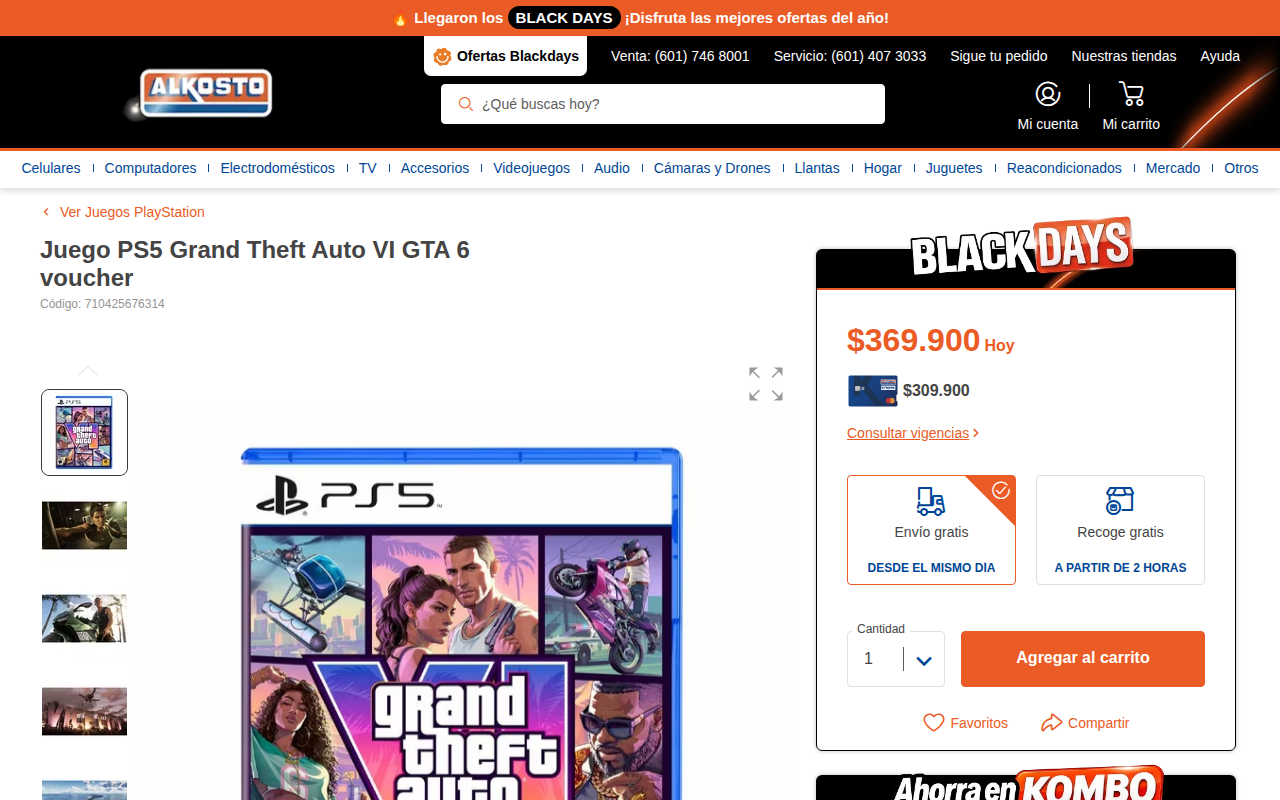 🔥 Llegaron los BLACK DAYS ¡Disfruta las mejores ofertas del año!
Ofertas Blackdays
Venta: (601) 746 8001
Servicio: (601) 407 3033
Sigue tu pedido
Nuestras tiendas
Ayuda
ALKOSTO
¿Qué buscas hoy?
Mi cuenta
Mi carrito
Celulares
Computadores
Electrodomésticos
TV
Accesorios
Videojuegos
Audio
Cámaras y Drones
Llantas
Hogar
Juguetes
Reacondicionados
Mercado
Otros
Ver Juegos PlayStation
Juego PS5 Grand Theft Auto VI GTA 6
voucher
Código: 710425676314
PS5
grand
theft
auto
PS5
grand
theft
auto
BLACK DAYS
$369.900 Hoy
$309.900
Consultar vigencias
Envío gratis
DESDE EL MISMO DIA
Recoge gratis
A PARTIR DE 2 HORAS
Cantidad
1
Agregar al carrito
Favoritos
Compartir
Ahorra en KOMBO